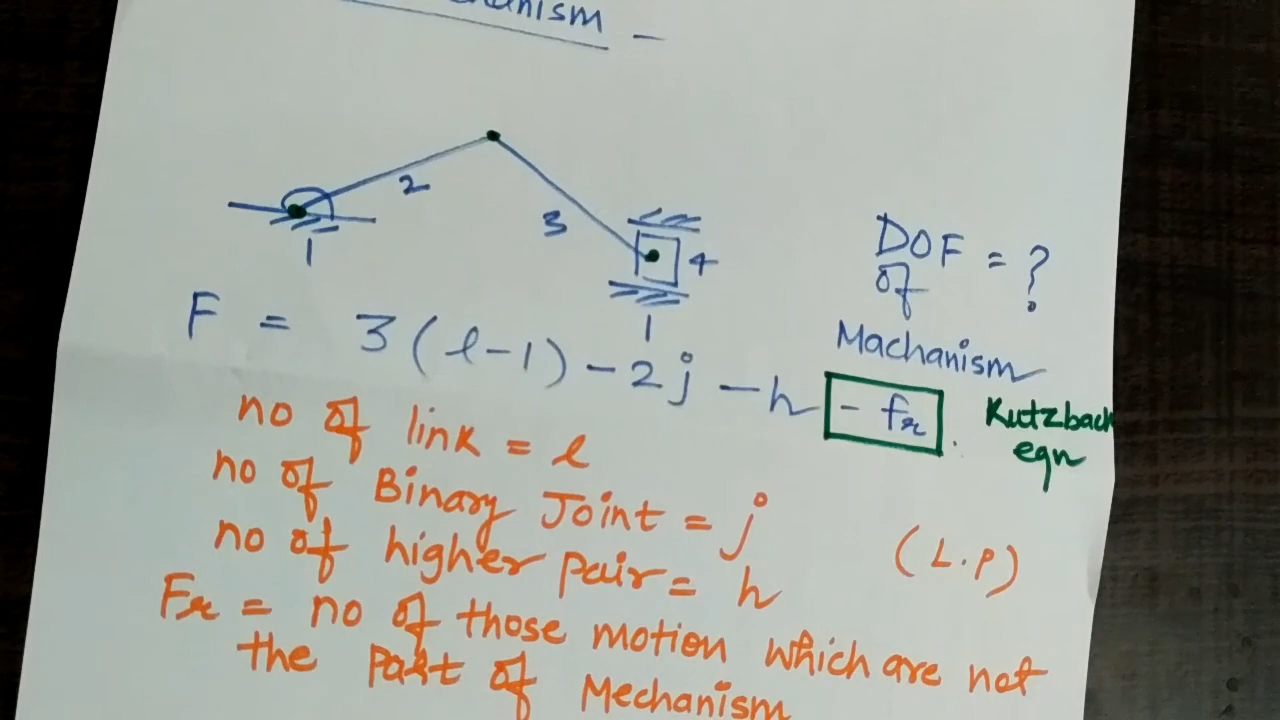 2
3
4
1
1
DOF = ?
of
Machanism
F = 3(l-1) - 2j - h - fr.
Kutzback
eqn
no of link = l
no of Binary Joint = j (L.P)
no of higher pair = h
Fr = no of those motion which are not
the part of Mechanism